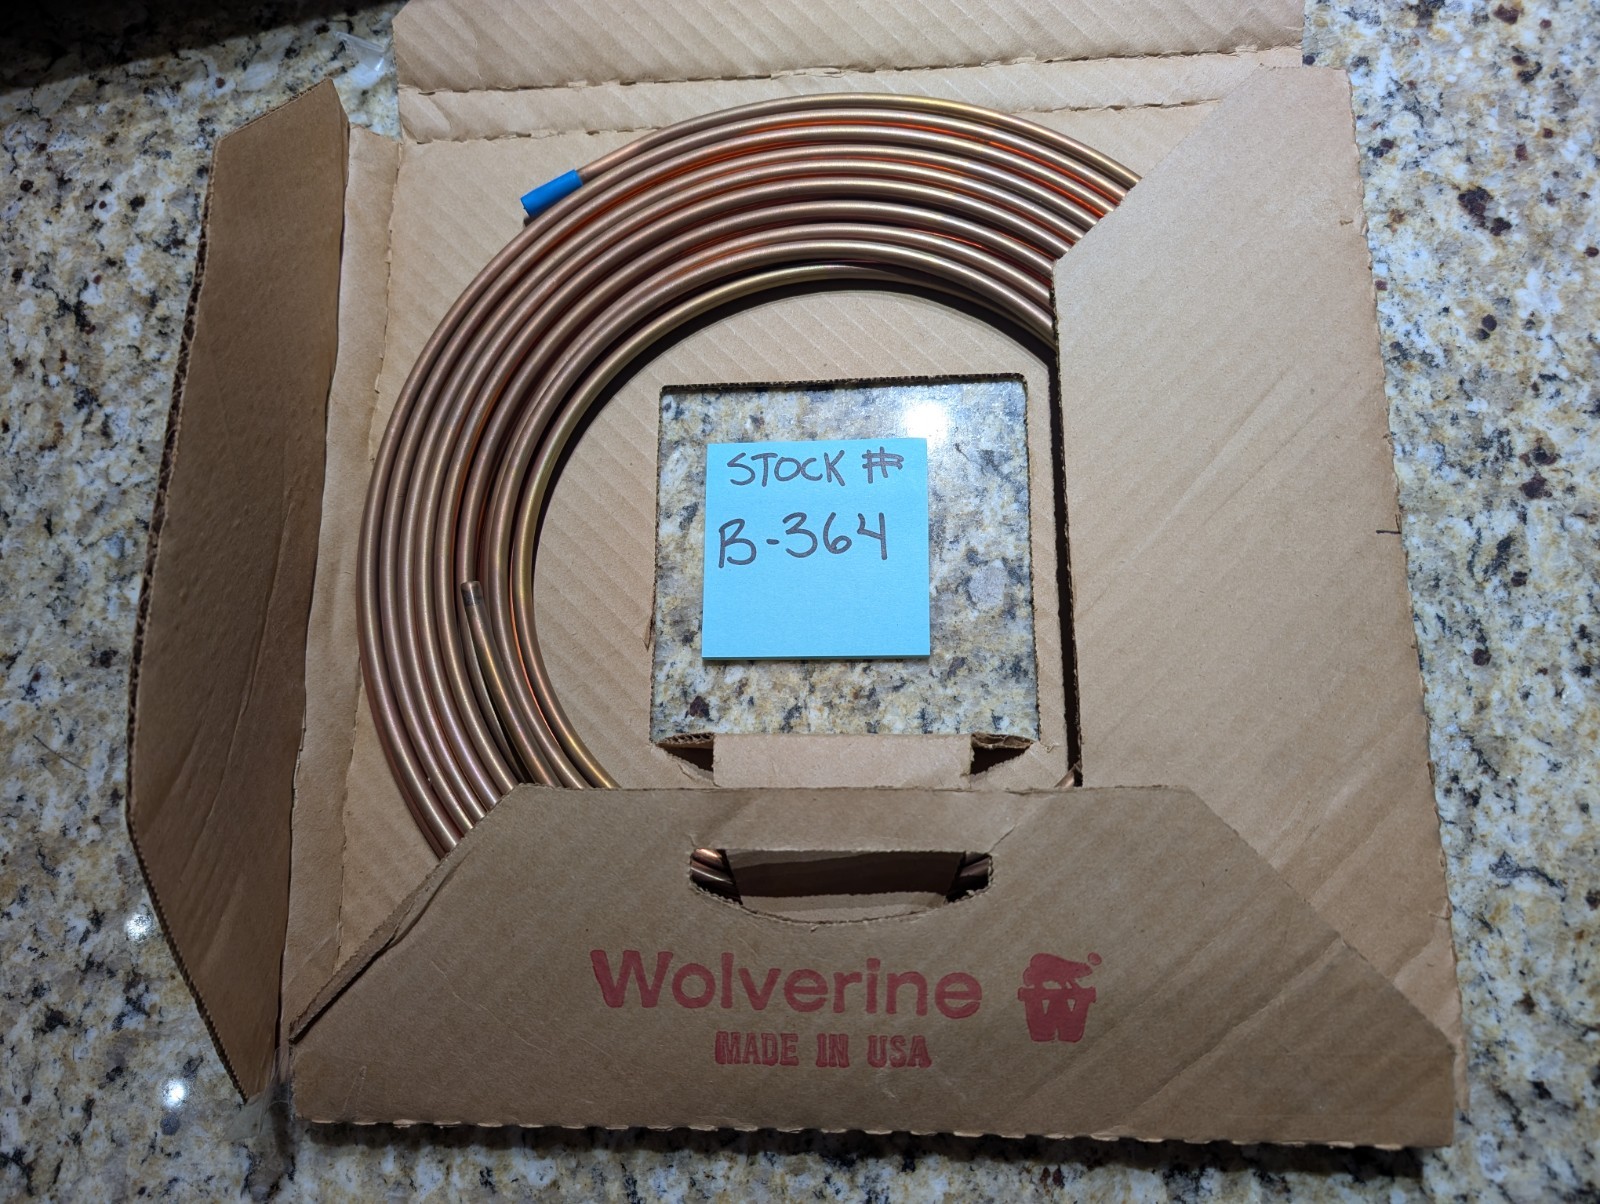 STOCK #
B-364
Wolverine W
MADE IN USA